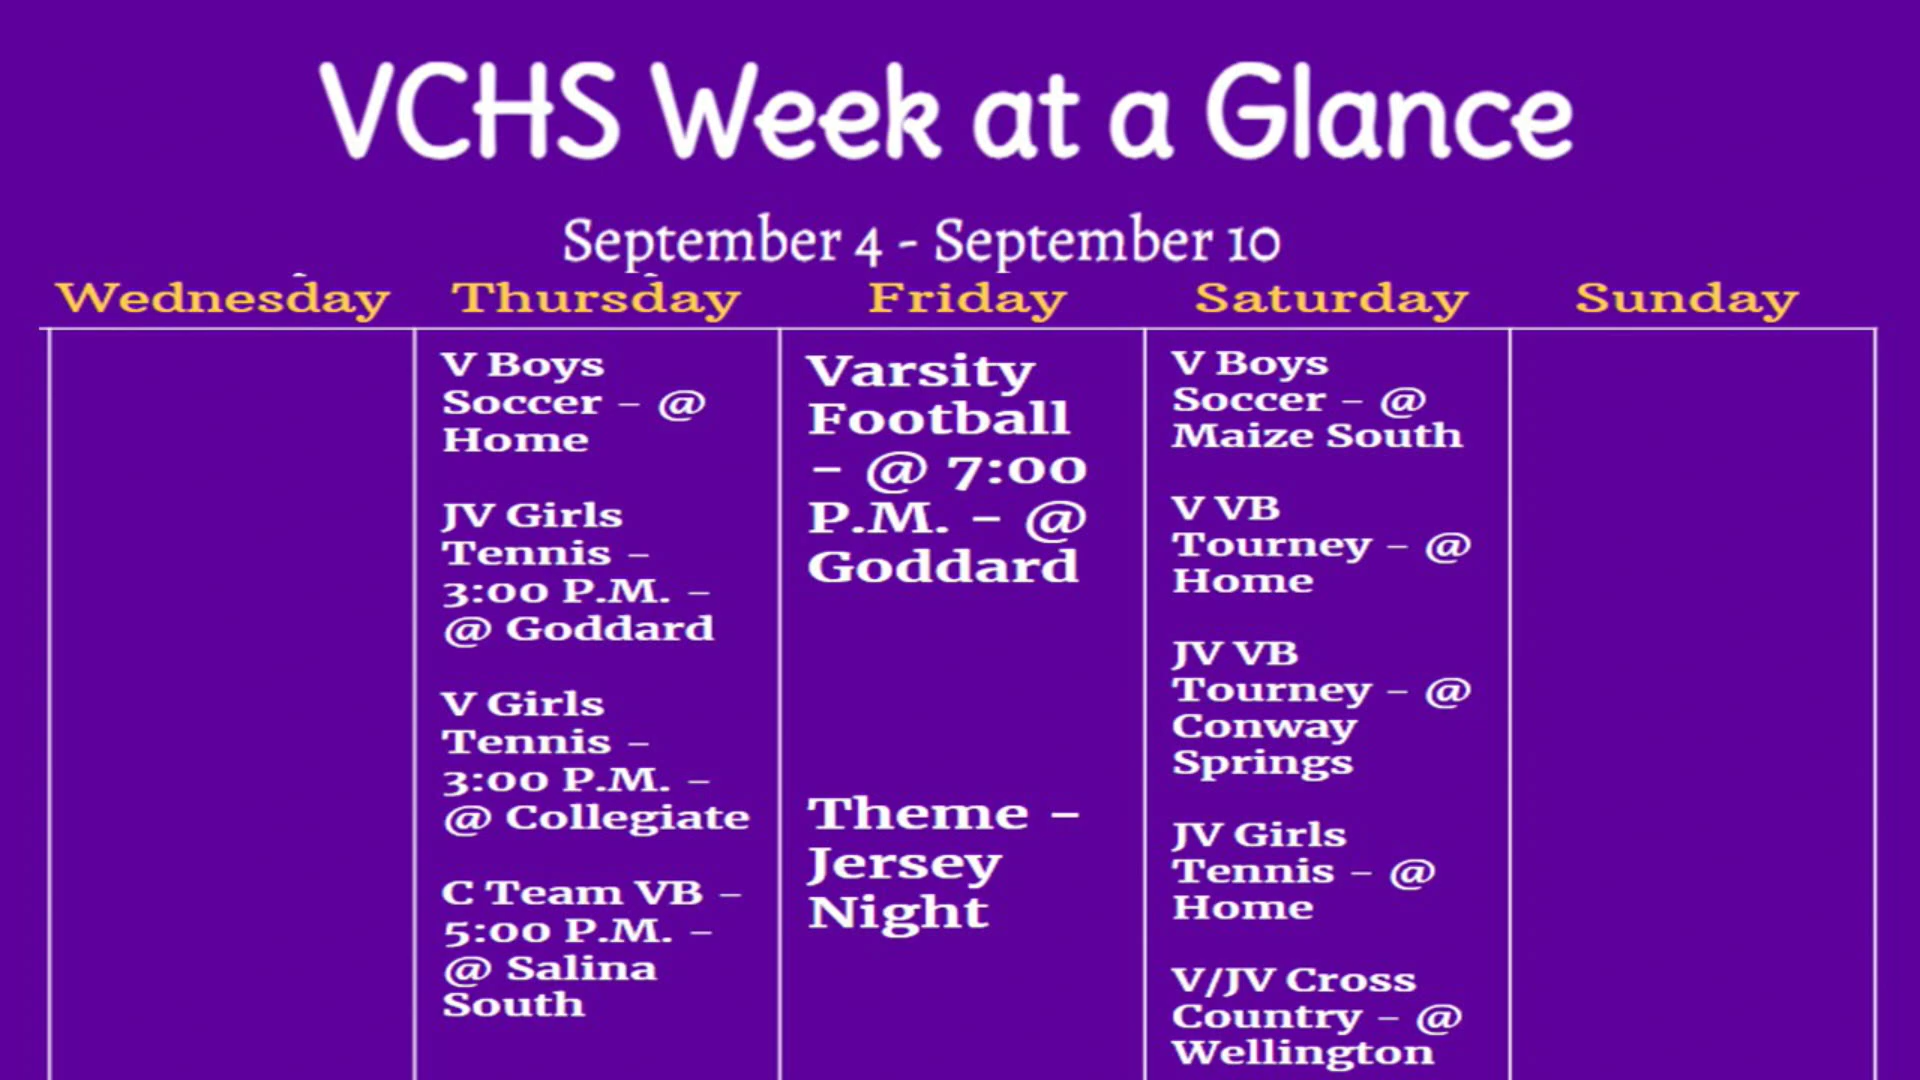 VCHS Week at a Glance
September 4 - September 10
Wednesday Thursday Friday Saturday Sunday
V Boys
Soccer – @
Home
JV Girls
Tennis –
3:00 P.M. –
@ Goddard
V Girls
Tennis –
3:00 P.M. –
@ Collegiate
C Team VB –
5:00 P.M. –
@ Salina
South
Varsity
Football
– @ 7:00
P.M. – @
Goddard
Theme –
Jersey
Night
V Boys
Soccer – @
Maize South
V VB
Tourney – @
Home
JV VB
Tourney – @
Conway
Springs
JV Girls
Tennis – @
Home
V/JV Cross
Country – @
Wellington